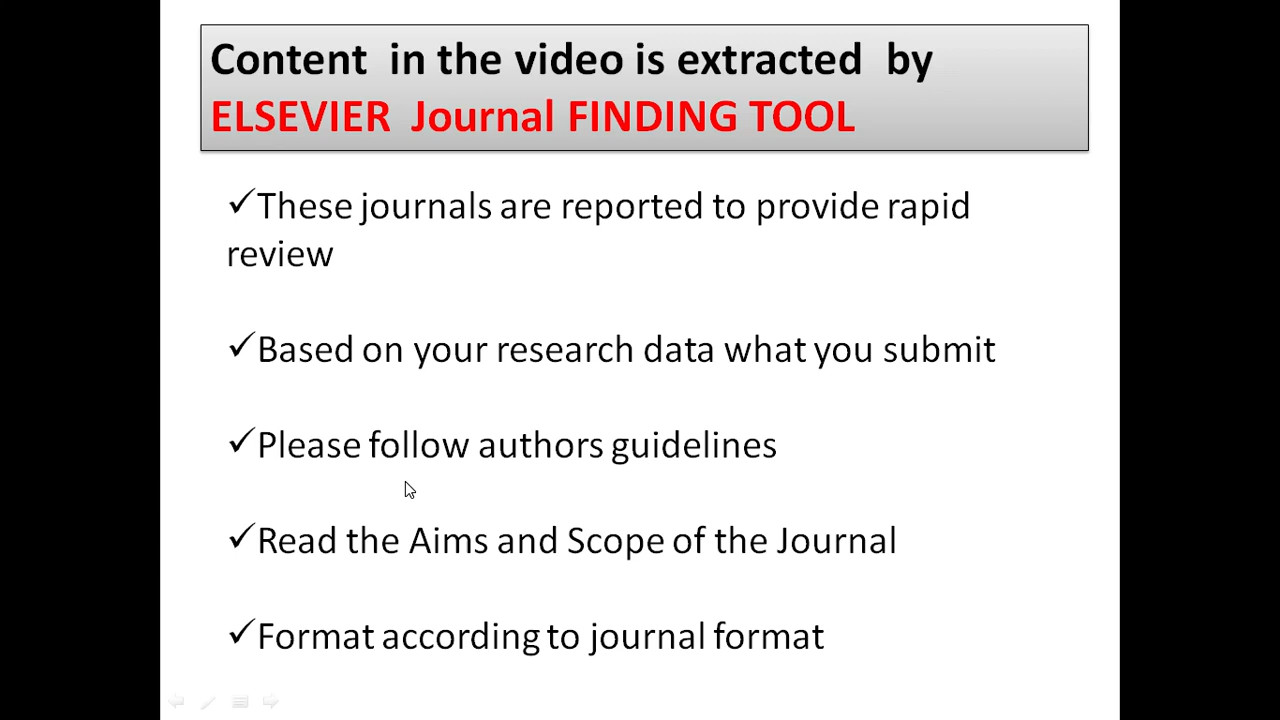 Content in the video is extracted by
ELSEVIER Journal FINDING TOOL
✓These journals are reported to provide rapid
review
✓Based on your research data what you submit
✓Please follow authors guidelines
✓Read the Aims and Scope of the Journal
✓Format according to journal format